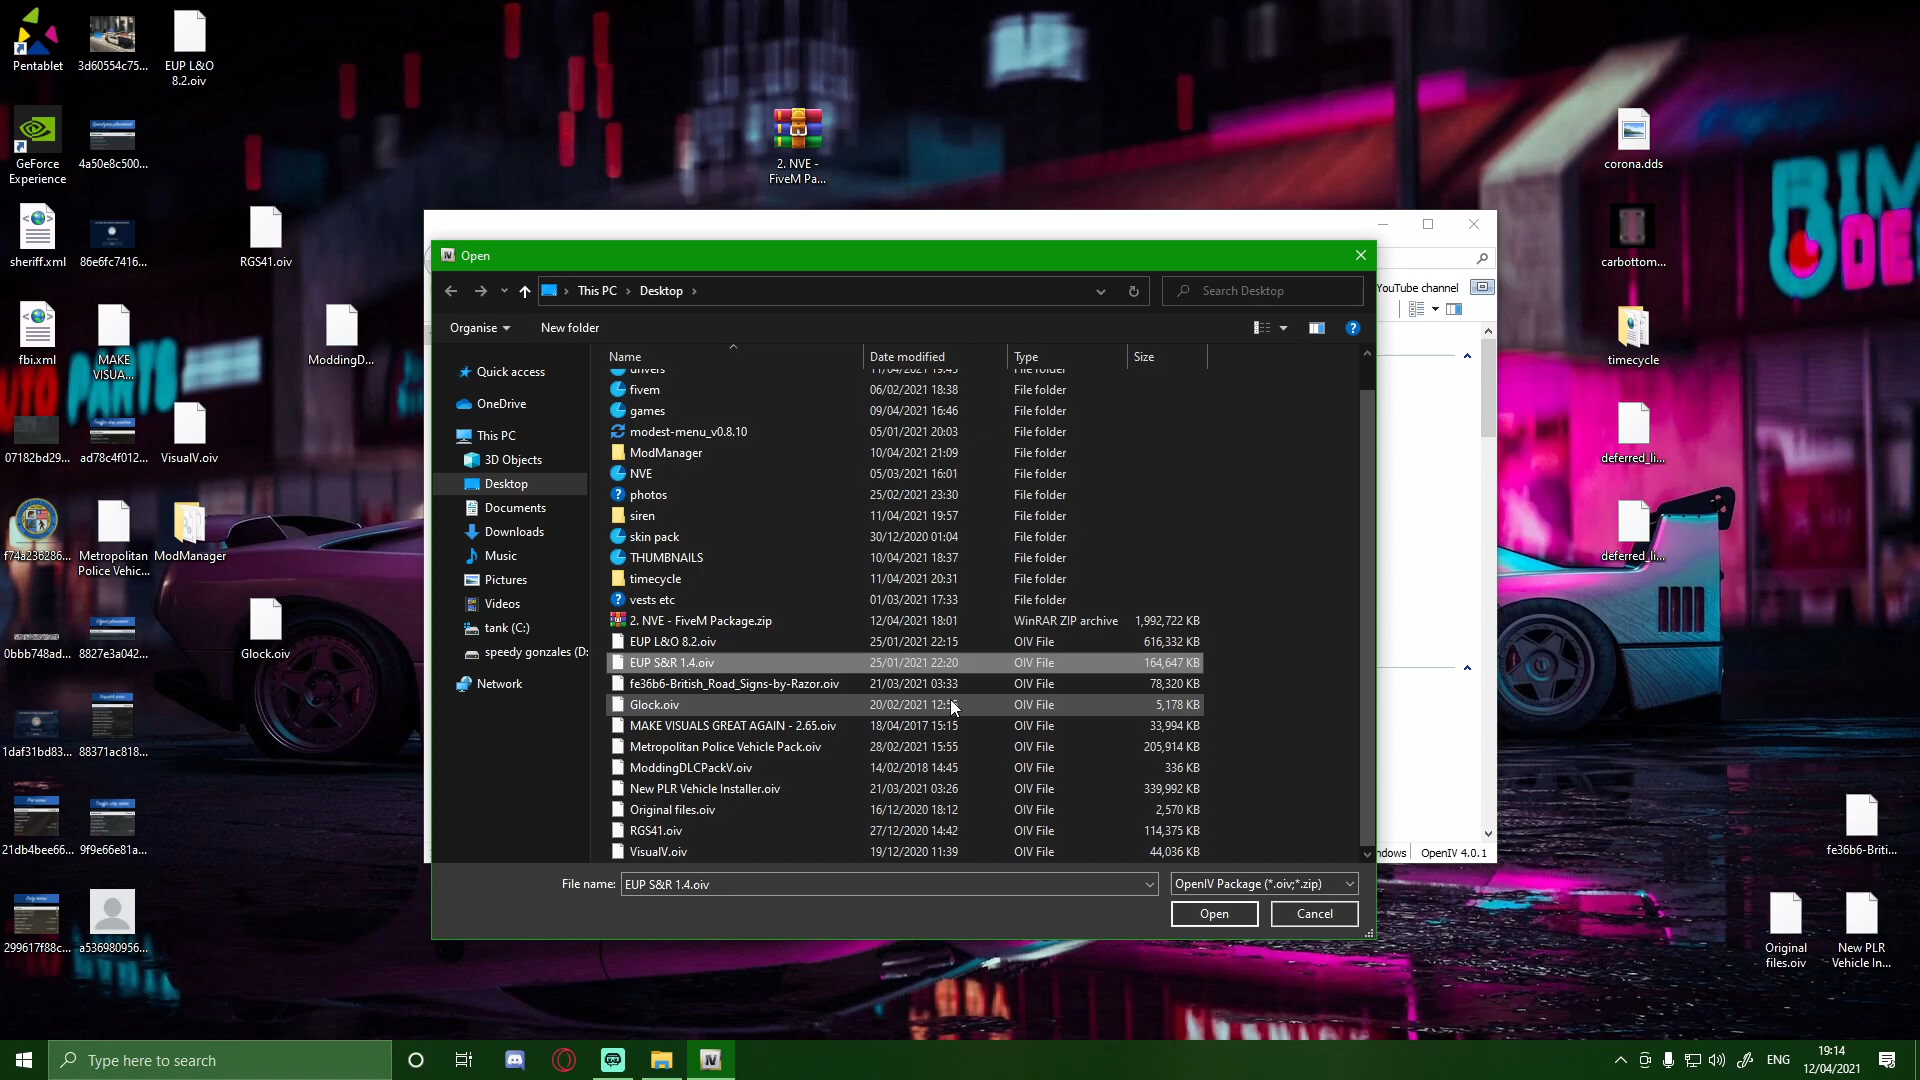 Pentablet
3d60554c75...
EUP L&O
8.2.oiv
GeForce
Experience
4a50e8c500...
sheriff.xml
86e6fc7416...
RGS41.oiv
fbi.xml
MAKE
VISUA...
ModdingD...
07182bd29...
ad78c4f012...
VisualV.oiv
f74a236286...
Metropolitan
Police Vehic...
ModManager
0bbb748ad...
8827e3a042...
Glock.oiv
1daf31bd83...
88371ac818...
21db4bee66...
9f9e66e81a...
299617f88c...
a536980956...
2. NVE -
FiveM Pa...
corona.dds
carbottom...
timecycle
deferred_li...
deferred_li...
fe36b6-Briti...
Original
files.oiv
New PLR
Vehicle In...
YouTube channel
ndows
OpenIV 4.0.1
IV Open
This PC > Desktop >
Search Desktop
Organise
New folder
Quick access
OneDrive
This PC
3D Objects
Desktop
Documents
Downloads
Music
Pictures
Videos
tank (C:)
speedy gonzales (D:
Network
Name Date modified Type Size
drivers 11/04/2021 19:45 File folder
fivem 06/02/2021 18:38 File folder
games 09/04/2021 16:46 File folder
modest-menu_v0.8.10 05/01/2021 20:03 File folder
ModManager 10/04/2021 21:09 File folder
NVE 05/03/2021 16:01 File folder
photos 25/02/2021 23:30 File folder
siren 11/04/2021 19:57 File folder
skin pack 30/12/2020 01:04 File folder
THUMBNAILS 10/04/2021 18:37 File folder
timecycle 11/04/2021 20:31 File folder
vests etc 01/03/2021 17:33 File folder
2. NVE - FiveM Package.zip 12/04/2021 18:01 WinRAR ZIP archive 1,992,722 KB
EUP L&O 8.2.oiv 25/01/2021 22:15 OIV File 616,332 KB
EUP S&R 1.4.oiv 25/01/2021 22:20 OIV File 164,647 KB
fe36b6-British_Road_Signs-by-Razor.oiv 21/03/2021 03:33 OIV File 78,320 KB
Glock.oiv 20/02/2021 OIV File 5,178 KB
MAKE VISUALS GREAT AGAIN - 2.65.oiv 18/04/2017 15:15 OIV File 33,994 KB
Metropolitan Police Vehicle Pack.oiv 28/02/2021 15:55 OIV File 205,914 KB
ModdingDLCPackV.oiv 14/02/2018 14:45 OIV File 336 KB
New PLR Vehicle Installer.oiv 21/03/2021 03:26 OIV File 339,992 KB
Original files.oiv 16/12/2020 18:12 OIV File 2,570 KB
RGS41.oiv 27/12/2020 14:42 OIV File 114,375 KB
VisualV.oiv 19/12/2020 11:39 OIV File 44,036 KB
File name: EUP S&R 1.4.oiv
OpenIV Package (*.oiv;*.zip)
Open
Cancel
Type here to search
IV
ENG
19:14
12/04/2021